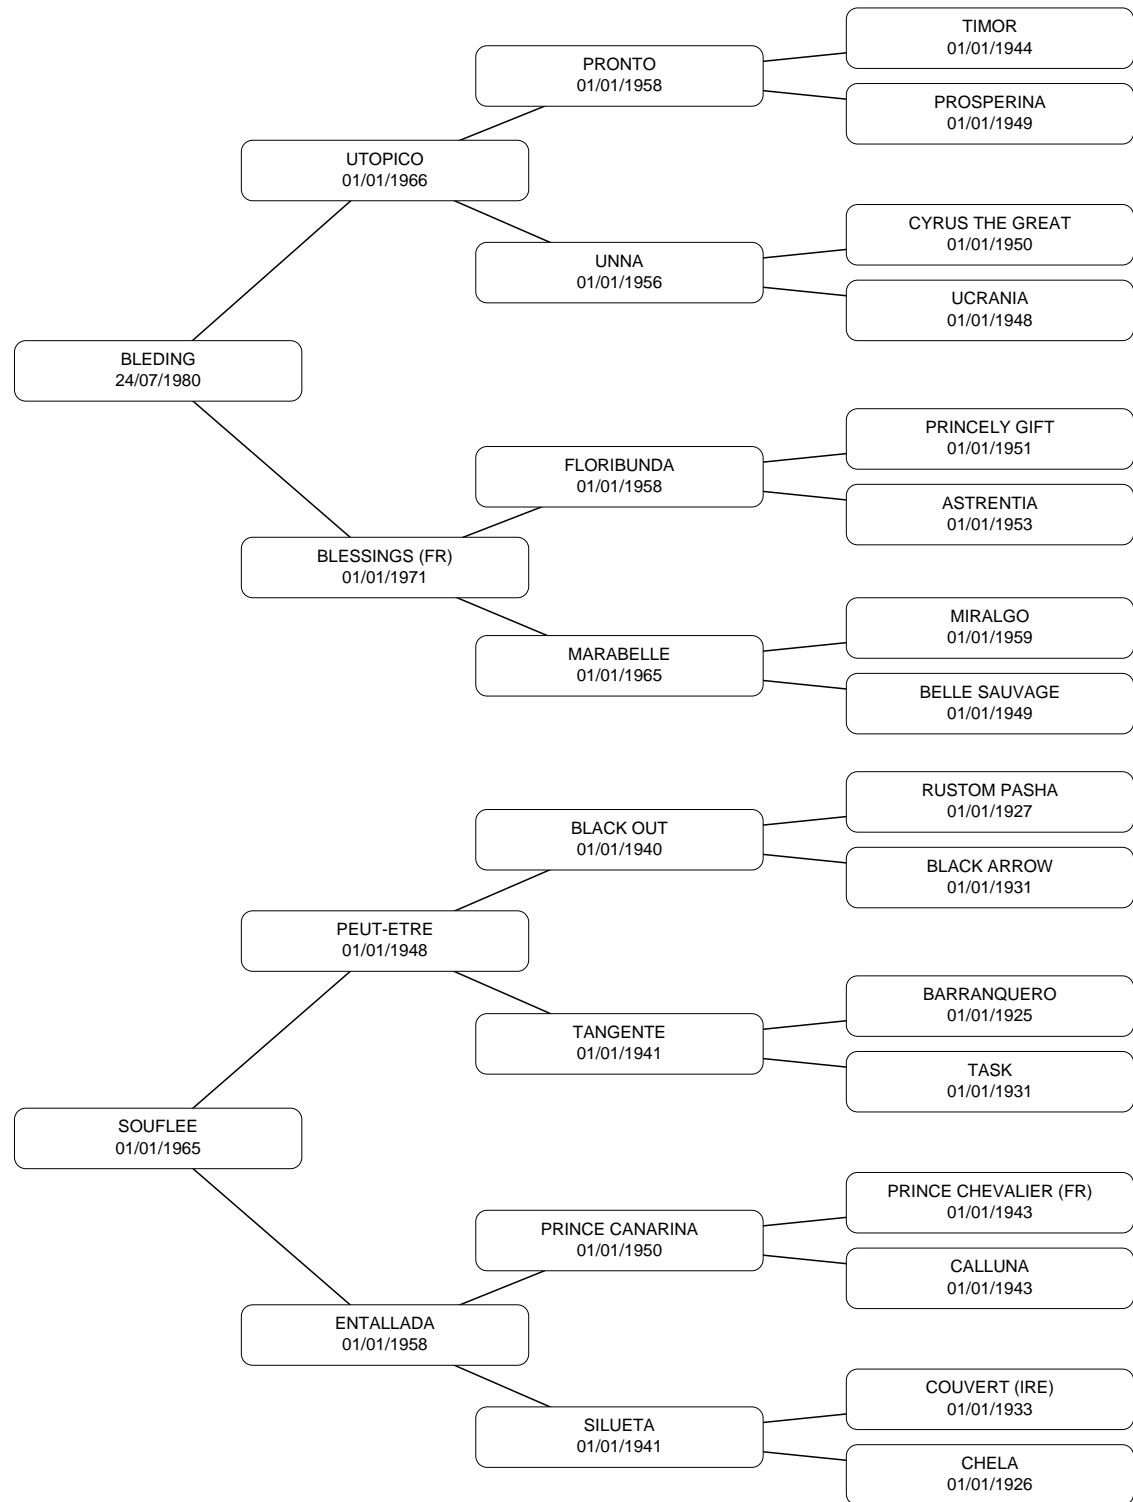 TIMOR
01/01/1944
PRONTO
01/01/1958
PROSPERINA
01/01/1949
UTOPICO
01/01/1966
CYRUS THE GREAT
01/01/1950
UNNA
01/01/1956
UCRANIA
01/01/1948
BLEDING
24/07/1980
PRINCELY GIFT
01/01/1951
FLORIBUNDA
01/01/1958
ASTRENTIA
01/01/1953
BLESSINGS (FR)
01/01/1971
MIRALGO
01/01/1959
MARABELLE
01/01/1965
BELLE SAUVAGE
01/01/1949
RUSTOM PASHA
01/01/1927
BLACK OUT
01/01/1940
BLACK ARROW
01/01/1931
PEUT-ETRE
01/01/1948
BARRANQUERO
01/01/1925
TANGENTE
01/01/1941
TASK
01/01/1931
SOUFLEE
01/01/1965
PRINCE CHEVALIER (FR)
01/01/1943
PRINCE CANARINA
01/01/1950
CALLUNA
01/01/1943
ENTALLADA
01/01/1958
COUVERT (IRE)
01/01/1933
SILUETA
01/01/1941
CHELA
01/01/1926